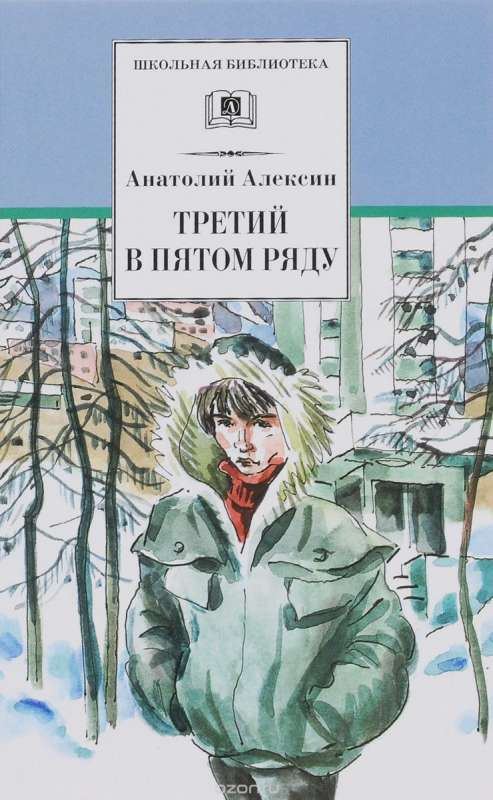 ШКОЛЬНАЯ БИБЛИОТЕКА
Анатолий Алексин
ТРЕТИЙ
В ПЯТОМ РЯДУ
ozon.ru